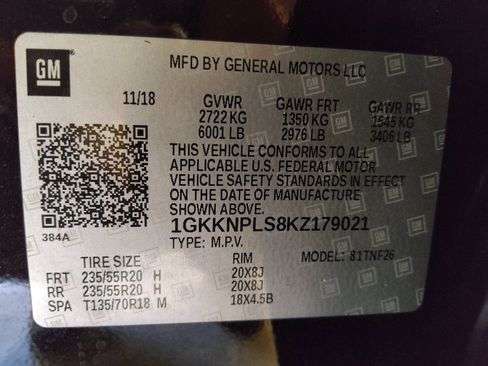 GM
MFD BY GENERAL MOTORS LLC
11/18 GVWR GAWR FRT GAWR RR
2722 KG 1350 KG 1545 KG
6001 LB 2976 LB 3406 LB
THIS VEHICLE CONFORMS TO ALL
APPLICABLE U.S. FEDERAL MOTOR
VEHICLE SAFETY STANDARDS IN EFFECT
ON THE DATE OF MANUFACTURE
SHOWN ABOVE.
384A
1GKKNPLS8KZ179021
TYPE: M.P.V. MODEL: 81TNF26
TIRE SIZE RIM
FRT 235/55R20 H 20X8J
RR 235/55R20 H 20X8J
SPA T135/70R18 M 18X4.5B